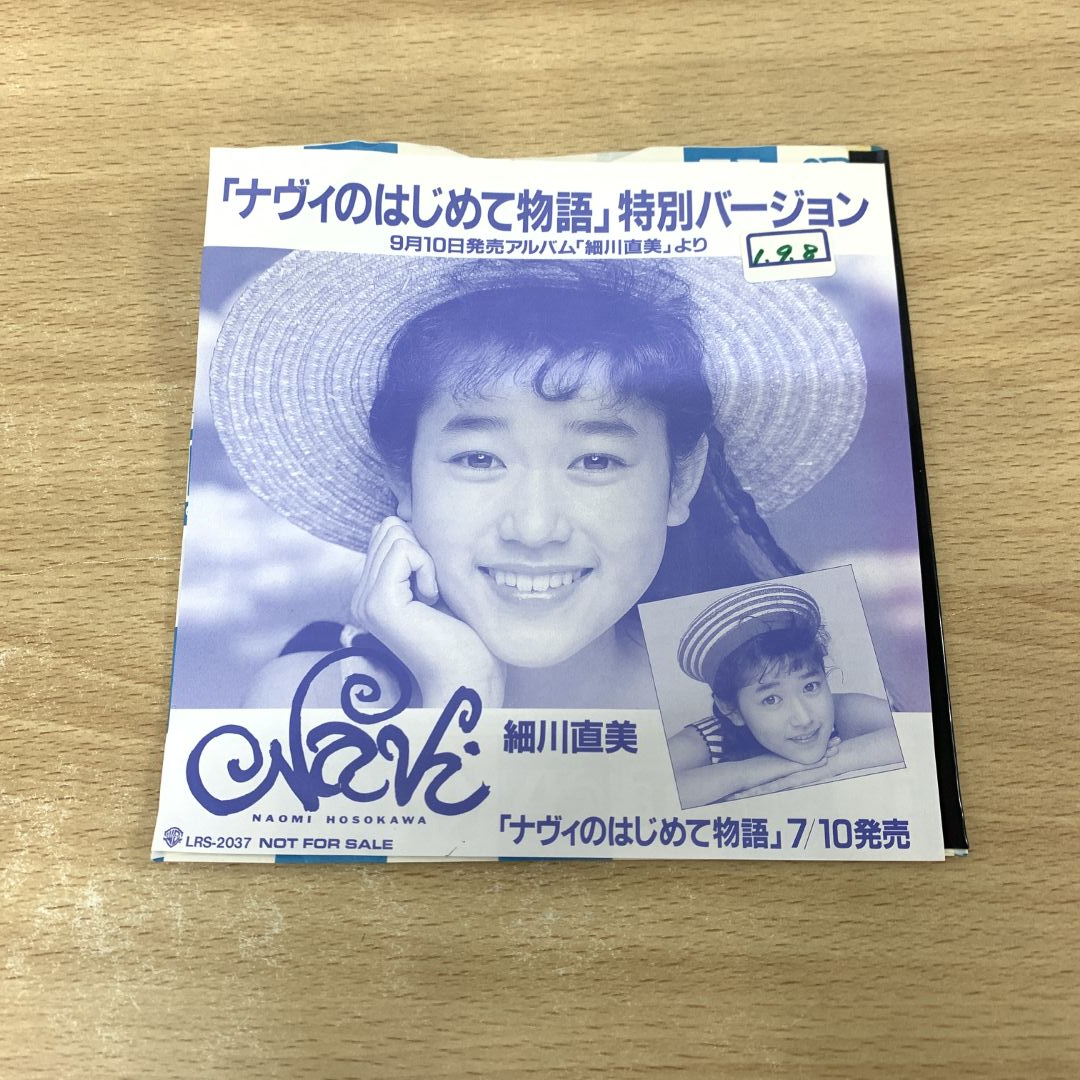 「ナヴィのはじめて物語」特別バージョン
9月10日発売アルバム「細川直美」より
1.9.8
Navi
細川直美
NAOMI HOSOKAWA
「ナヴィのはじめて物語」7/10発売
LRS-2037 NOT FOR SALE